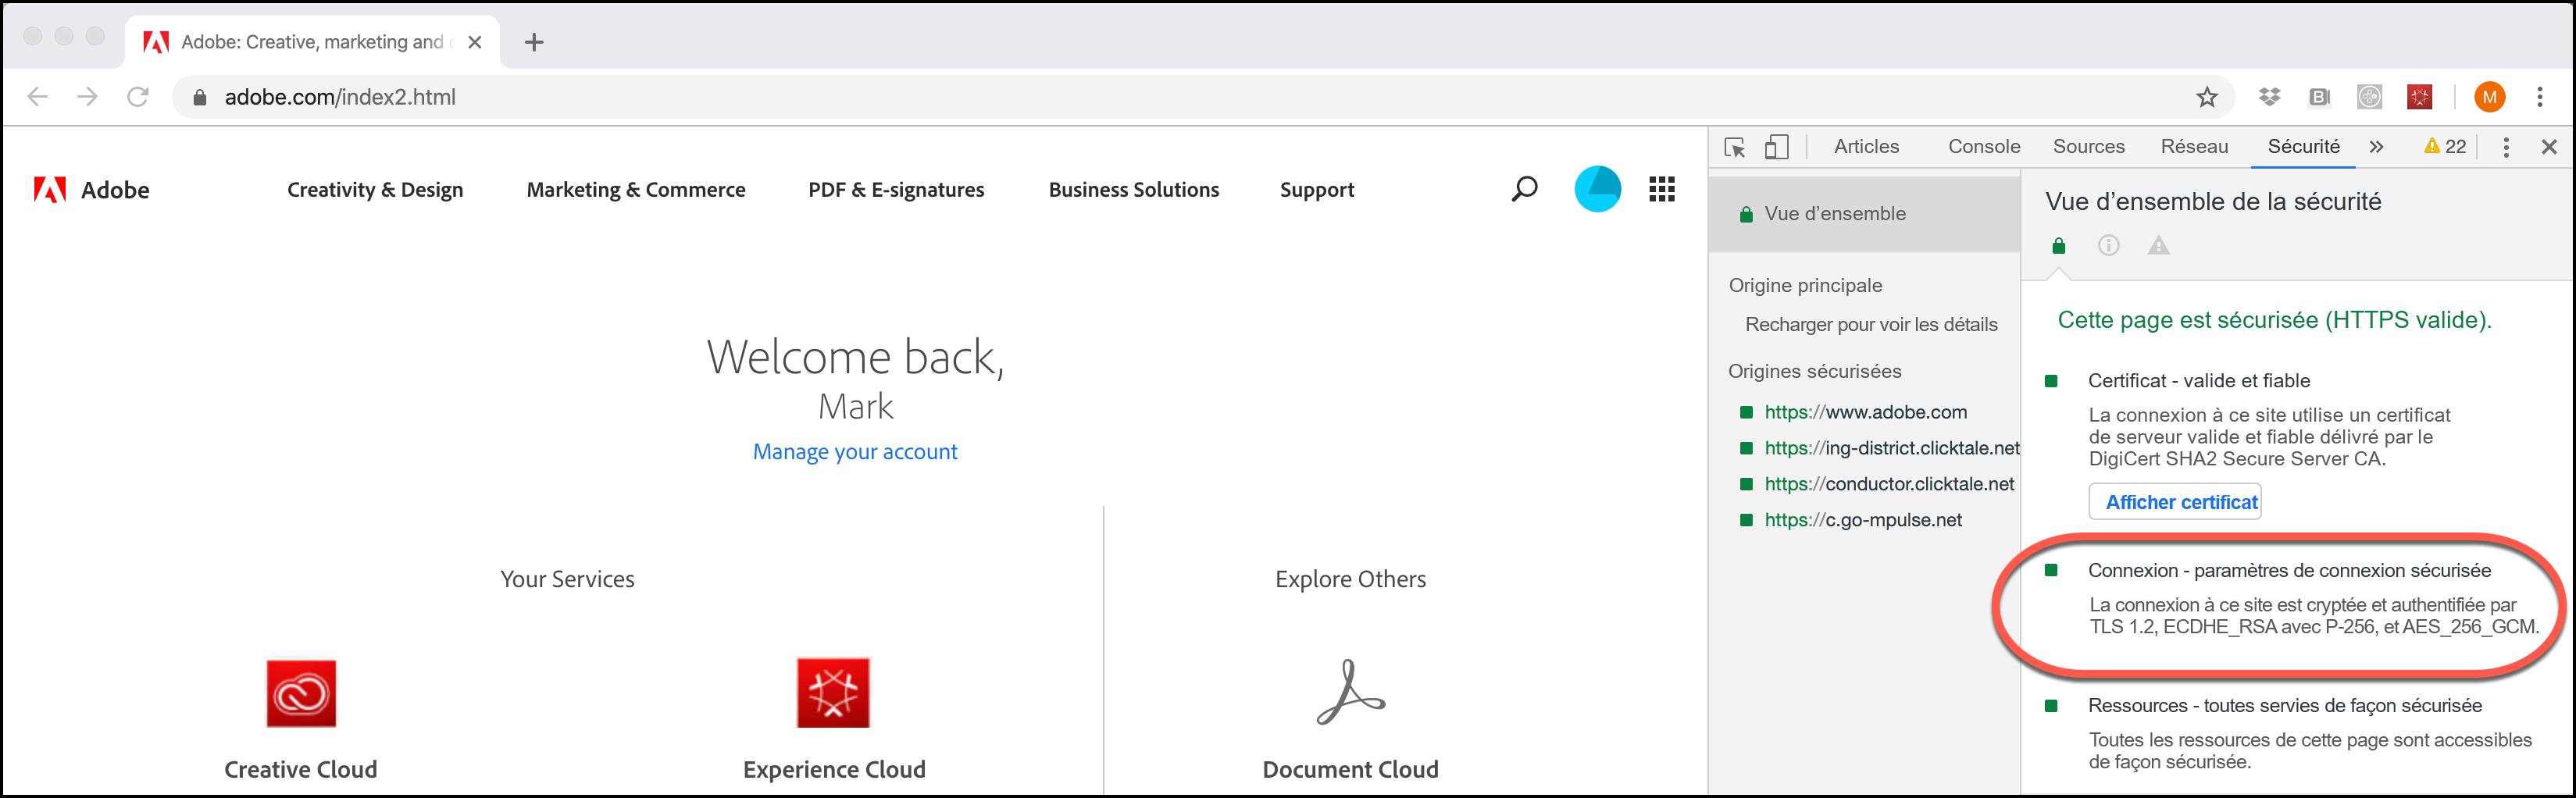 Adobe: Creative, marketing and
adobe.com/index2.html
M
Adobe
Creativity & Design
Marketing & Commerce
PDF & E-signatures
Business Solutions
Support
Welcome back,
Mark
Manage your account
Your Services
Explore Others
Creative Cloud
Experience Cloud
Document Cloud
Articles
Console
Sources
Réseau
Sécurité
22
Vue d’ensemble
Origine principale
Recharger pour voir les détails
Origines sécurisées
https://www.adobe.com
https://ing-district.clicktale.net
https://conductor.clicktale.net
https://c.go-mpulse.net
Vue d’ensemble de la sécurité
Cette page est sécurisée (HTTPS valide).
Certificat - valide et fiable
La connexion à ce site utilise un certificat
de serveur valide et fiable délivré par le
DigiCert SHA2 Secure Server CA.
Afficher certificat
Connexion - paramètres de connexion sécurisée
La connexion à ce site est cryptée et authentifiée par
TLS 1.2, ECDHE_RSA avec P-256, et AES_256_GCM.
Ressources - toutes servies de façon sécurisée
Toutes les ressources de cette page sont accessibles
de façon sécurisée.